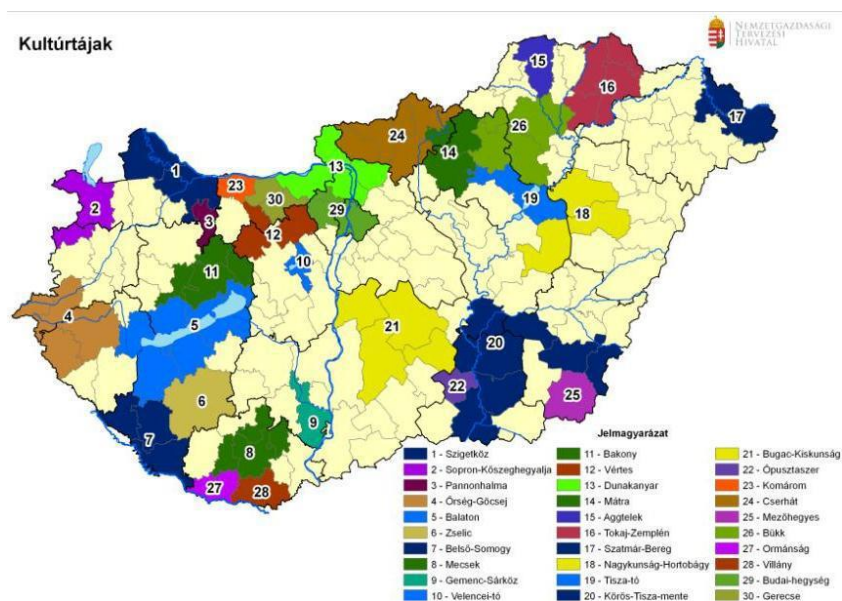 Kultúrtájak
NEMZETGAZDASÁGI
TERVEZÉSI
HIVATAL
15
16
17
24
26
14
1
13
23
30
2
3
29
19
18
12
10
11
4
5
21
20
22
25
6
9
7
8
27
28
Jelmagyarázat
1 - Szigetköz
2 - Sopron-Kőszeghegyalja
3 - Pannonhalma
4 - Őrség-Göcsej
5 - Balaton
6 - Zselic
7 - Belső-Somogy
8 - Mecsek
9 - Gemenc-Sárköz
10 - Velencei-tó
11 - Bakony
12 - Vértes
13 - Dunakanyar
14 - Mátra
15 - Aggtelek
16 - Tokaj-Zemplén
17 - Szatmár-Bereg
18 - Nagykunság-Hortobágy
19 - Tisza-tó
20 - Körös-Tisza-mente
21 - Bugac-Kiskunság
22 - Ópusztaszer
23 - Komárom
24 - Cserhát
25 - Mezőhegyes
26 - Bükk
27 - Ormánság
28 - Villány
29 - Budai-hegység
30 - Gerecse